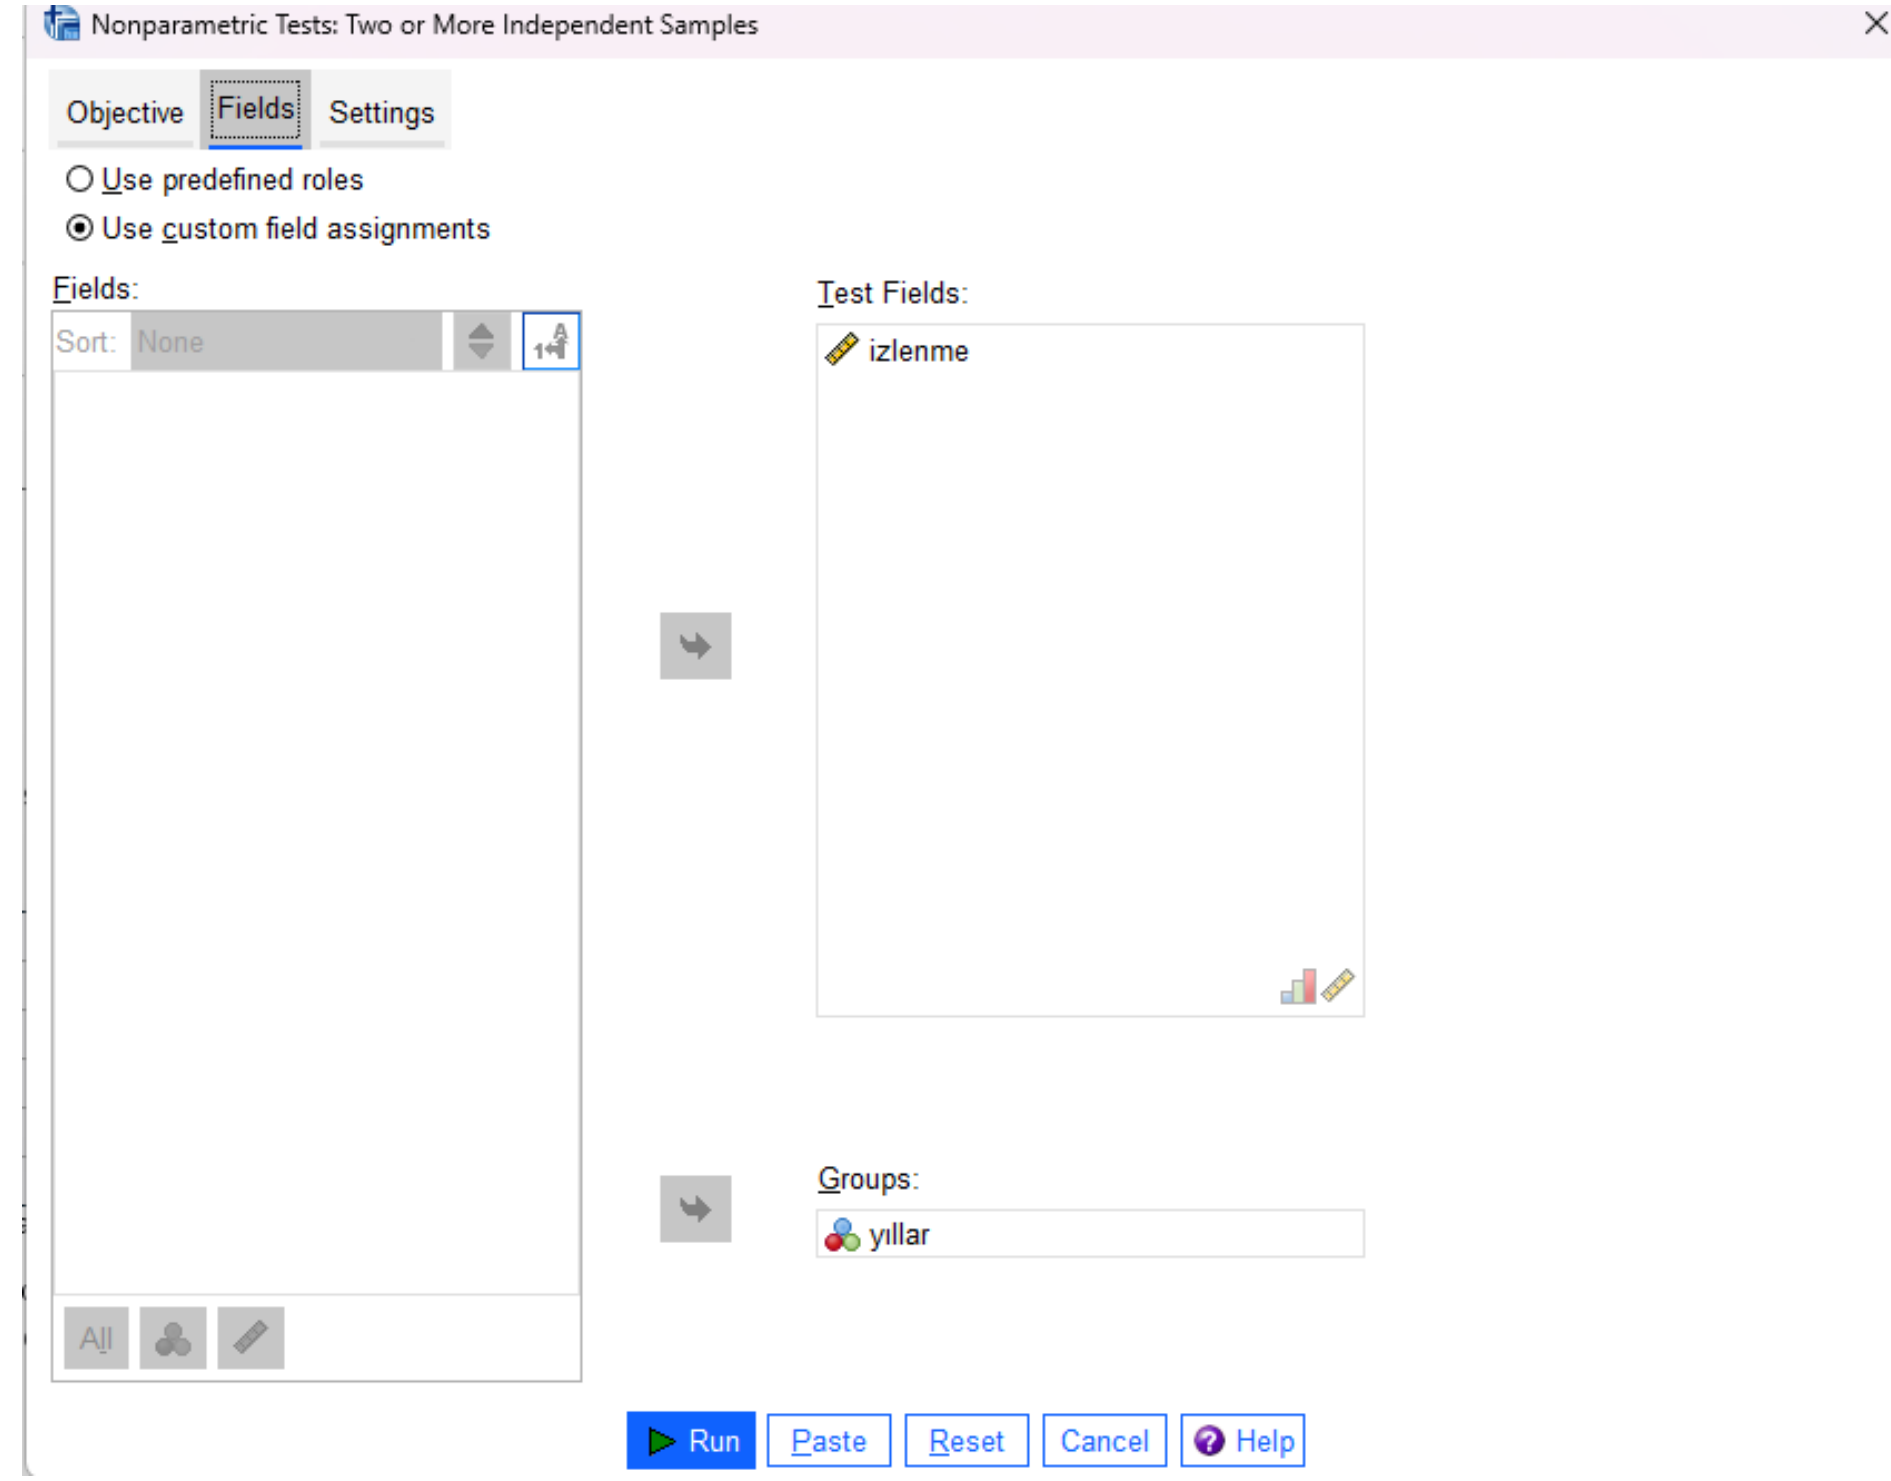 Nonparametric Tests: Two or More Independent Samples
Objective Fields Settings
Use predefined roles
Use custom field assignments
Fields:
Sort: None
Test Fields:
izlenme
Groups:
yıllar
All
Run Paste Reset Cancel Help